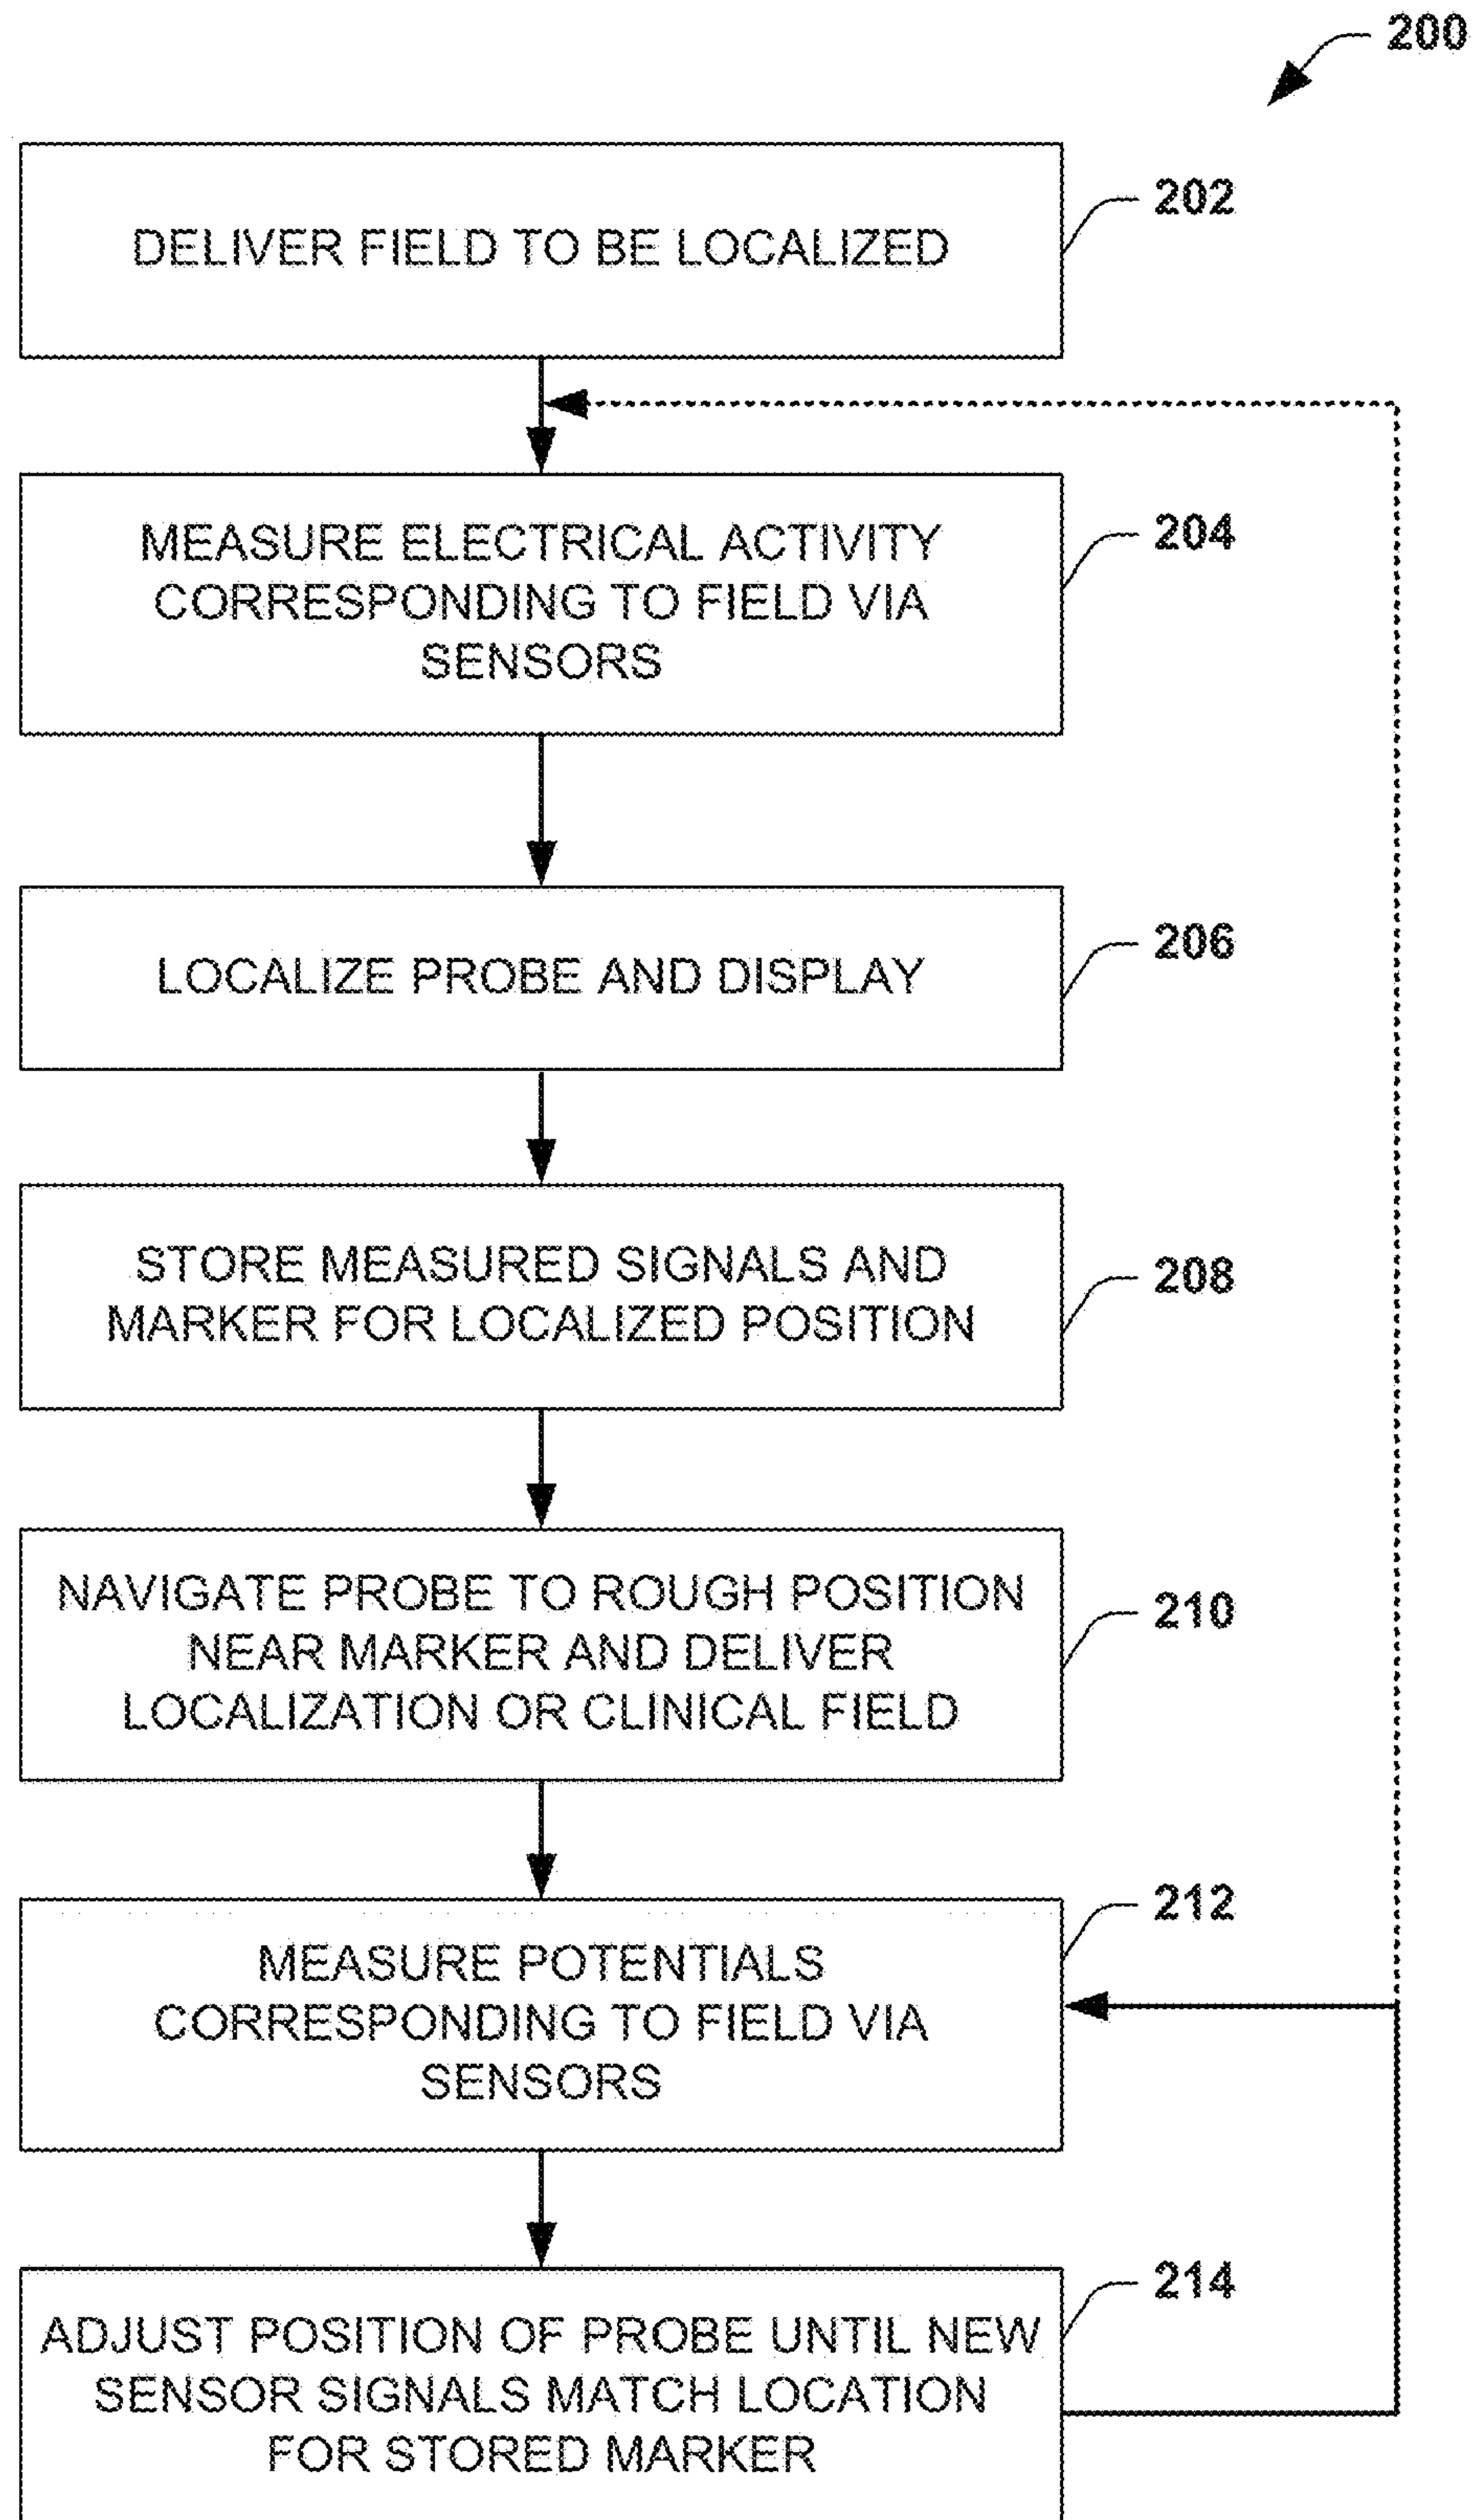 200
DELIVER FIELD TO BE LOCALIZED
202
MEASURE ELECTRICAL ACTIVITY
CORRESPONDING TO FIELD VIA
SENSORS
204
LOCALIZE PROBE AND DISPLAY
206
STORE MEASURED SIGNALS AND
MARKER FOR LOCALIZED POSITION
208
NAVIGATE PROBE TO ROUGH POSITION
NEAR MARKER AND DELIVER
LOCALIZATION OR CLINICAL FIELD
210
MEASURE POTENTIALS
CORRESPONDING TO FIELD VIA
SENSORS
212
ADJUST POSITION OF PROBE UNTIL NEW
SENSOR SIGNALS MATCH LOCATION
FOR STORED MARKER
214